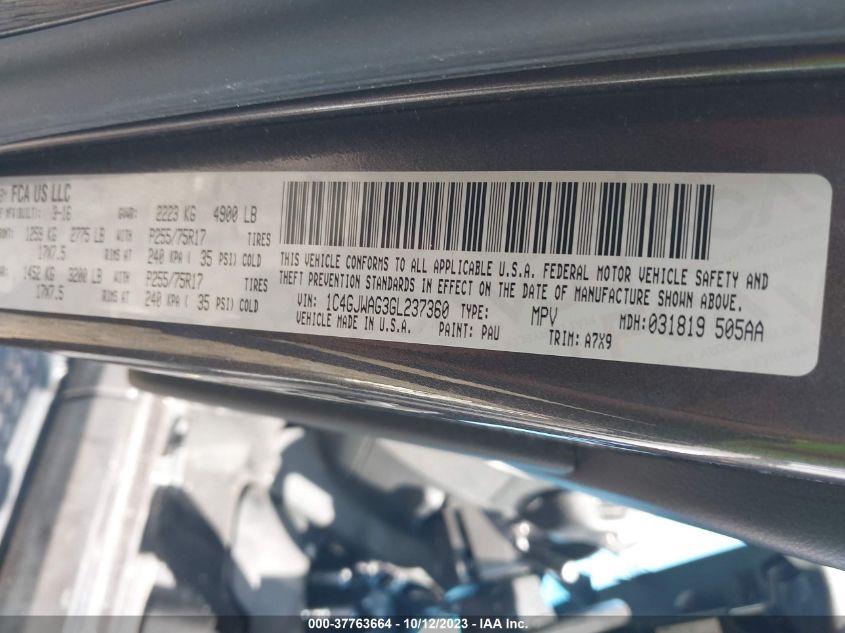 FCA US LLC
MFD(BUILT): 3-16 GVWR: 2223 KG 4900 LB
1259 KG 2775 LB WITH P255/75R17 TIRES
17X7.5 RIMS AT 240 KPA ( 35 PSI) COLD
1452 KG 3200 LB WITH P255/75R17 TIRES
17X7.5 RIMS AT 240 KPA ( 35 PSI) COLD
THIS VEHICLE CONFORMS TO ALL APPLICABLE U.S.A. FEDERAL MOTOR VEHICLE SAFETY AND
THEFT PREVENTION STANDARDS IN EFFECT ON THE DATE OF MANUFACTURE SHOWN ABOVE.
VIN: 1C4GJWAG3GL237360 TYPE: MPV MDH:031819 505AA
VEHICLE MADE IN U.S.A. PAINT: PAU TRIM: A7X9
000-37763664 - 10/12/2023 - IAA Inc.